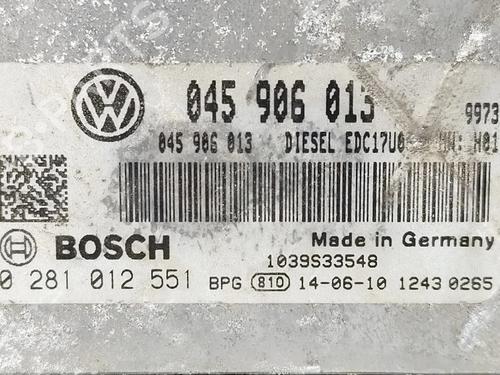 045 906 013 9973
045 906 013 DIESEL EDC17U0 HW: H01
BOSCH Made in Germany
1039S33548
0 281 012 551 BPG 810 14-06-10 1243 0265